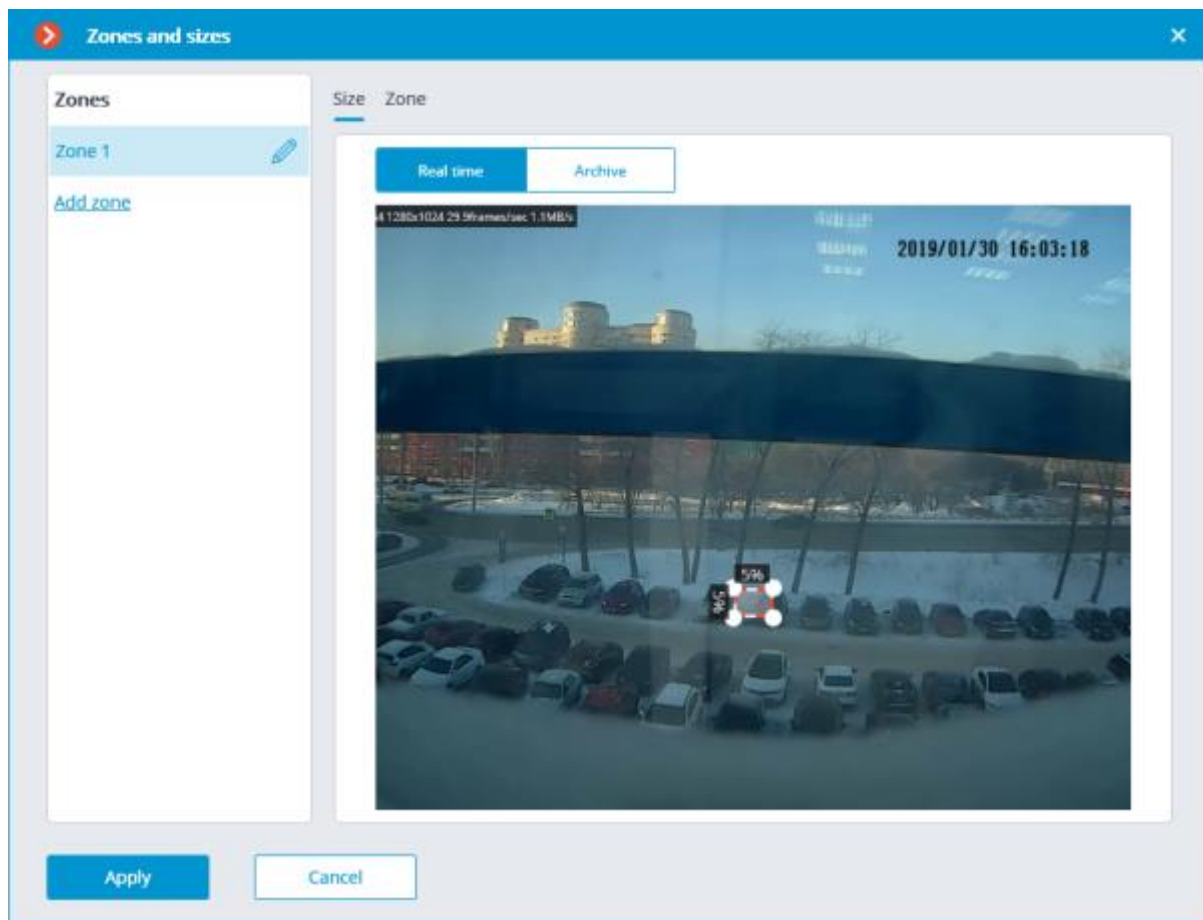 Zones and sizes
Zones
Size Zone
Zone 1
Real time Archive
Add zone
4 1280x1024 29.9frames/sec 1.1MB/s
2019/01/30 16:03:18
5%
5%
Apply Cancel